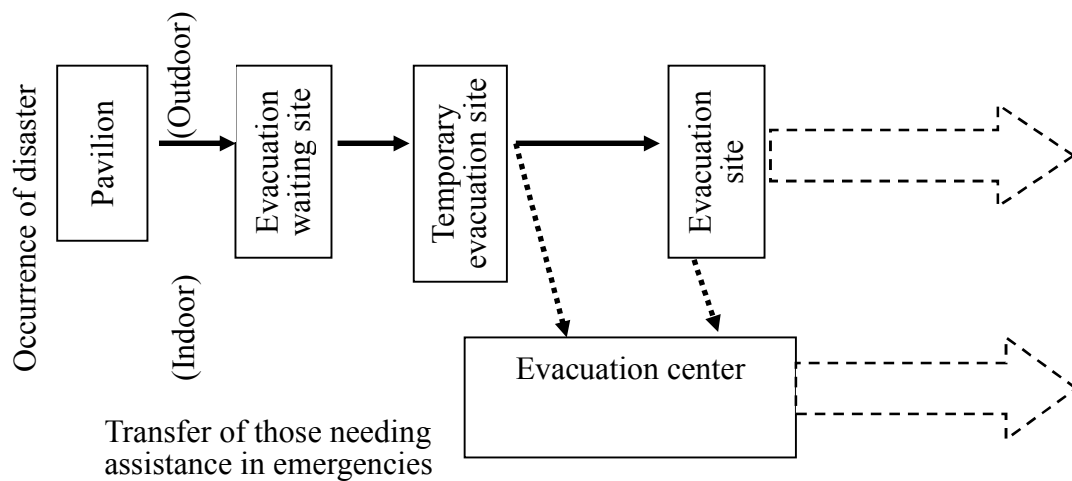 Occurrence of disaster
Pavilion
(Outdoor)
(Indoor)
Evacuation
waiting site
Temporary
evacuation site
Evacuation
site
Evacuation center
Transfer of those needing
assistance in emergencies